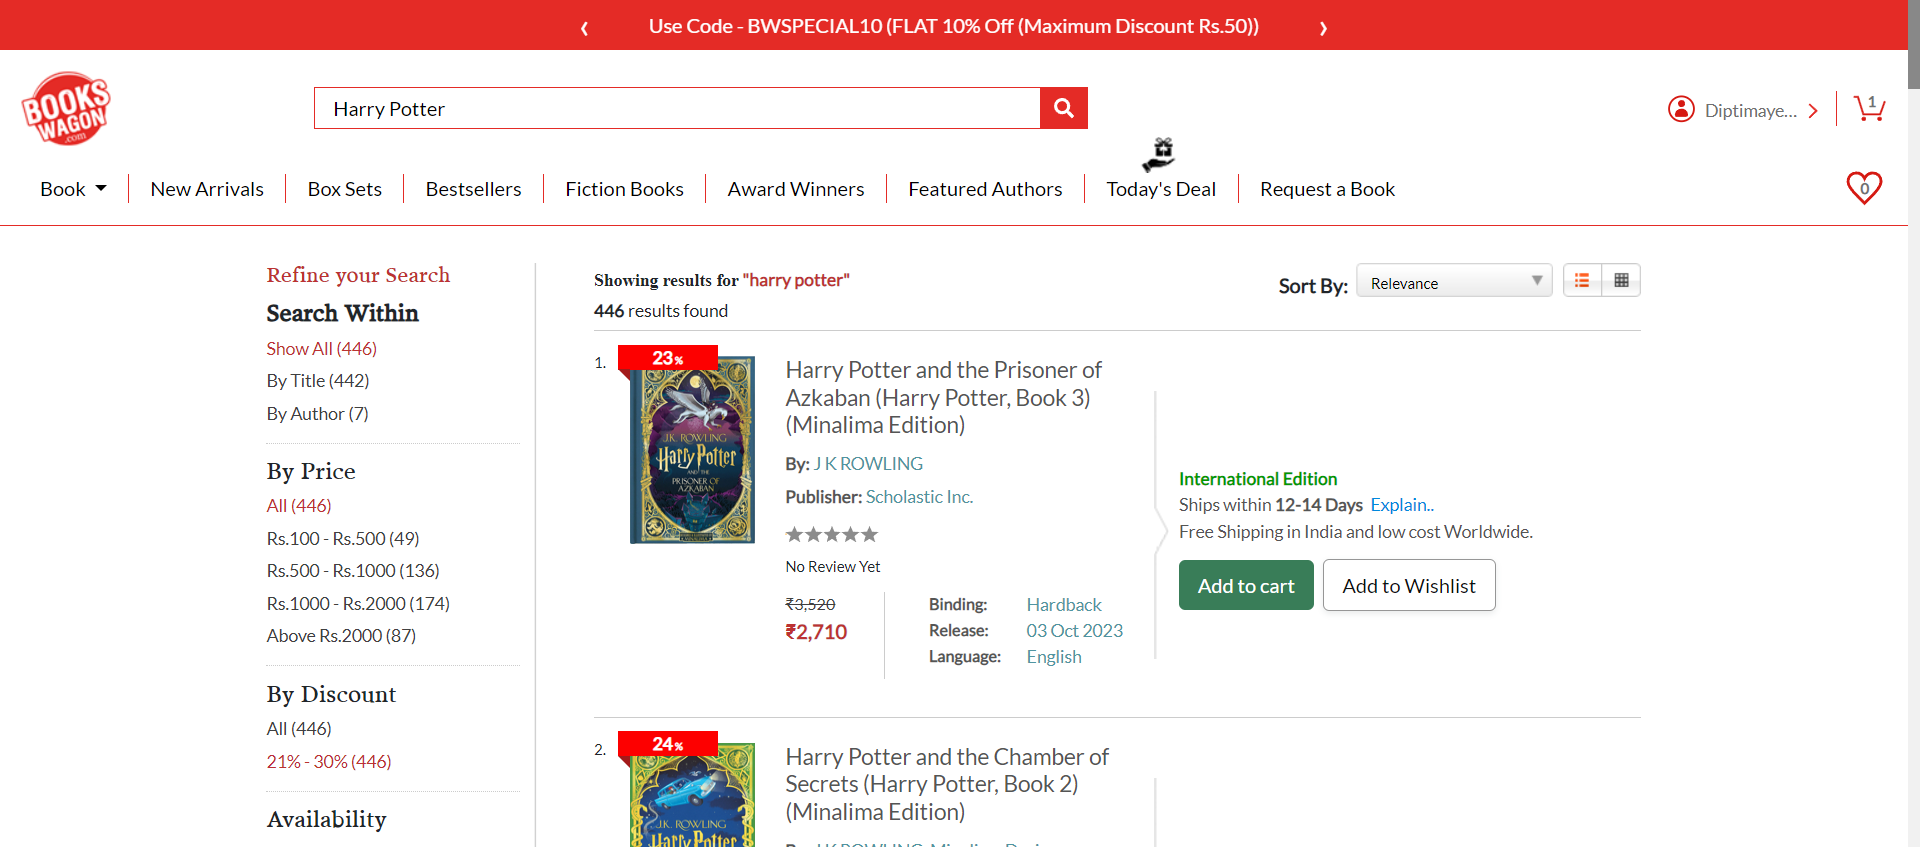 Use Code - BWSPECIAL10 (FLAT 10% Off (Maximum Discount Rs.50))
BOOKS
WAGON
.com
Harry Potter
Diptimaye...
1
Book
New Arrivals
Box Sets
Bestsellers
Fiction Books
Award Winners
Featured Authors
Today's Deal
Request a Book
0
Refine your Search
Search Within
Show All (446)
By Title (442)
By Author (7)
By Price
All (446)
Rs.100 - Rs.500 (49)
Rs.500 - Rs.1000 (136)
Rs.1000 - Rs.2000 (174)
Above Rs.2000 (87)
By Discount
All (446)
21% - 30% (446)
Availability
Showing results for "harry potter"
446 results found
Sort By: Relevance
1.
23%
J.K. ROWLING
Harry Potter
AND THE
PRISONER OF
AZKABAN
Harry Potter and the Prisoner of
Azkaban (Harry Potter, Book 3)
(Minalima Edition)
By: J K ROWLING
Publisher: Scholastic Inc.
No Review Yet
₹3,520
₹2,710
Binding: Hardback
Release: 03 Oct 2023
Language: English
International Edition
Ships within 12-14 Days Explain..
Free Shipping in India and low cost Worldwide.
Add to cart
Add to Wishlist
2.
24%
J.K. ROWLING
Harry Potter
Harry Potter and the Chamber of
Secrets (Harry Potter, Book 2)
(Minalima Edition)